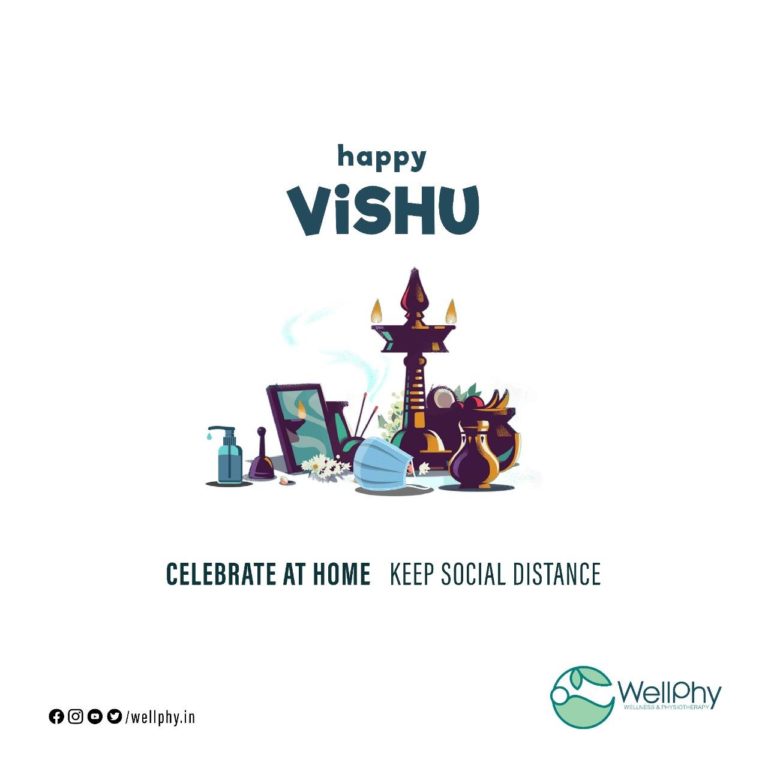 happy
ViSHU
CELEBRATE AT HOME KEEP SOCIAL DISTANCE
WellPhy
WELLNESS & PHYSIOTHERAPY
/wellphy.in